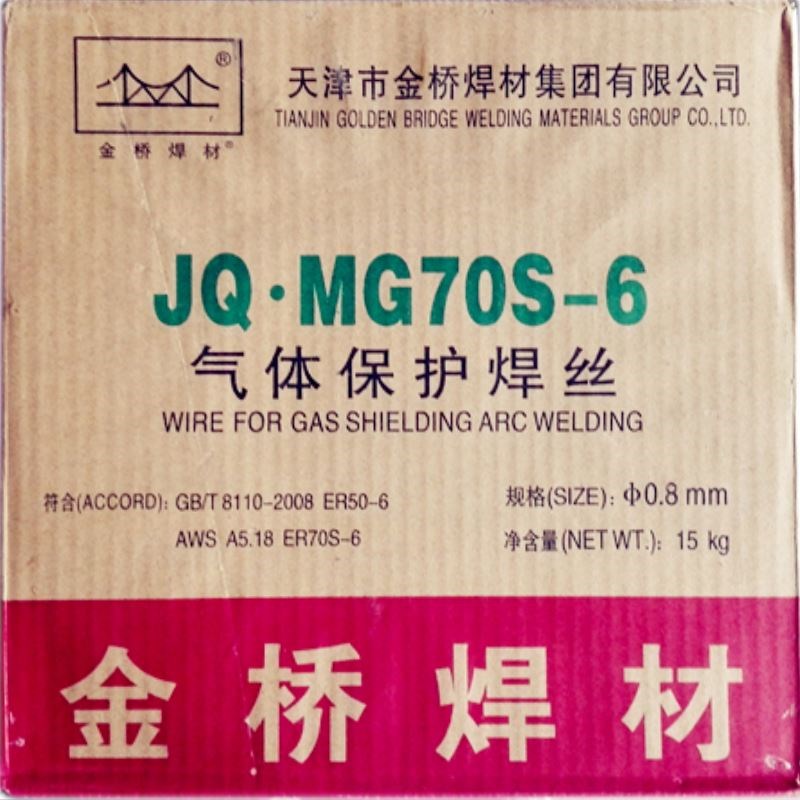 ®
金桥焊材®
天津市金桥焊材集团有限公司
TIANJIN GOLDEN BRIDGE WELDING MATERIALS GROUP CO.,LTD.
JQ·MG70S-6
气体保护焊丝
WIRE FOR GAS SHIELDING ARC WELDING
符合(ACCORD): GB/T 8110-2008 ER50-6
AWS A5.18 ER70S-6
规格(SIZE): Φ0.8 mm
净含量(NET WT.): 15 kg
金桥焊材